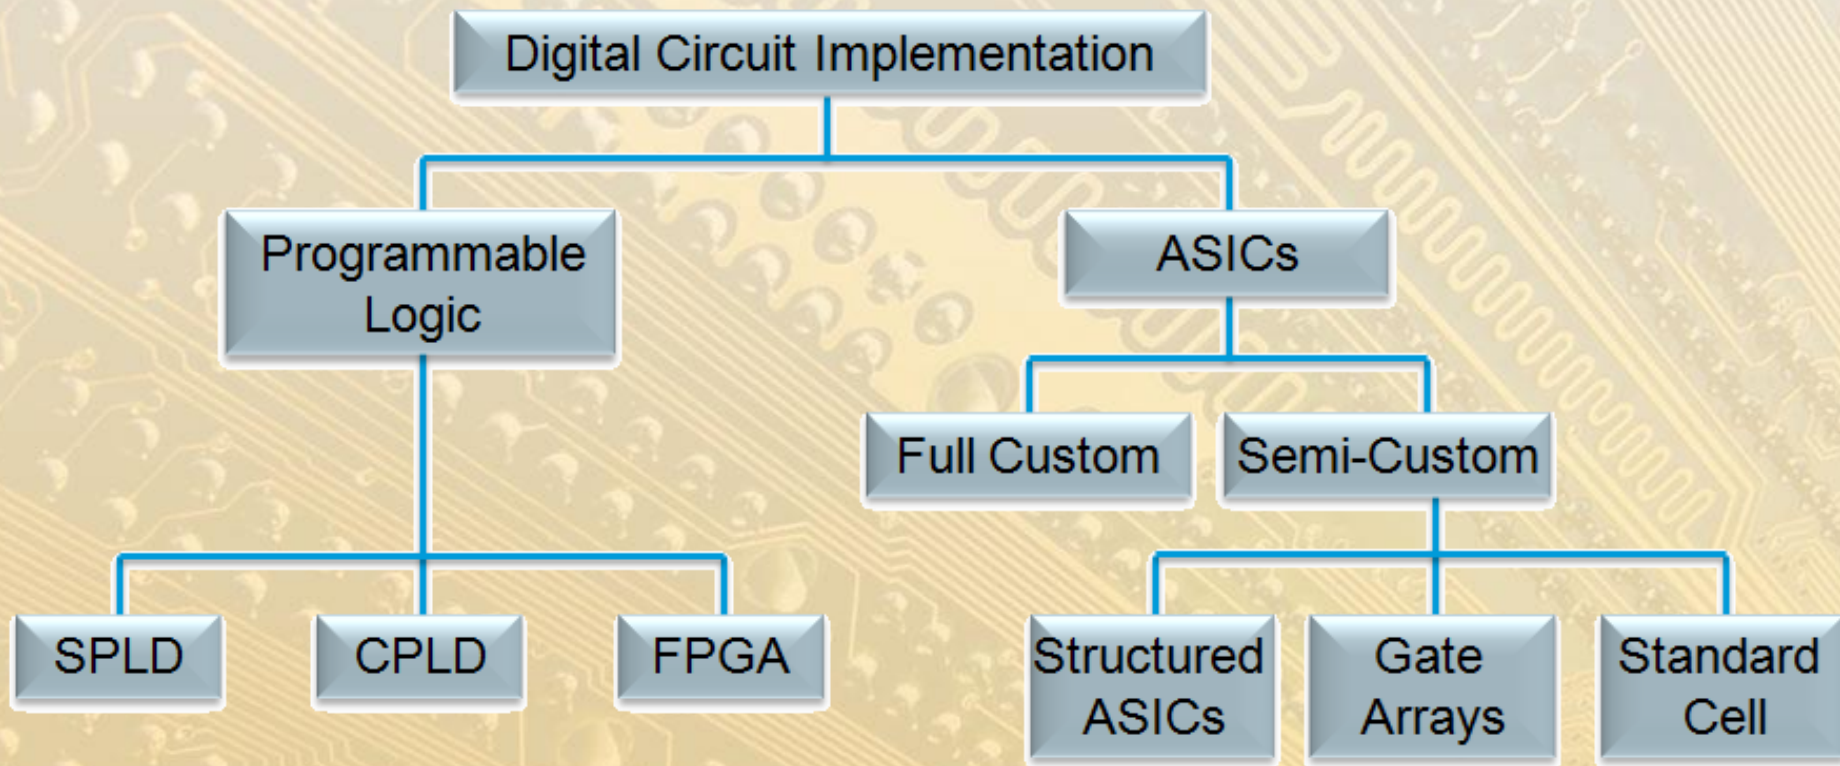 Digital Circuit Implementation
Programmable
Logic
ASICs
Full Custom
Semi-Custom
SPLD
CPLD
FPGA
Structured
ASICs
Gate
Arrays
Standard
Cell